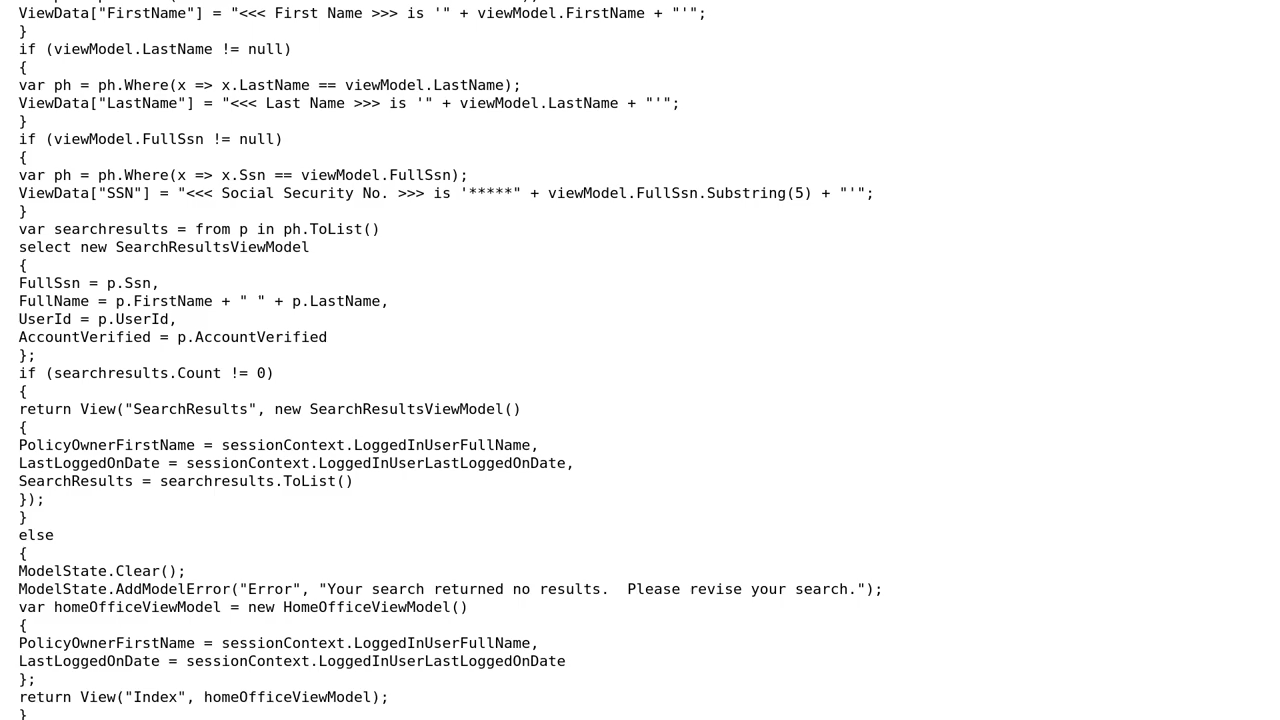 ViewData["FirstName"] = "<<< First Name >>> is '" + viewModel.FirstName + "'";
}
if (viewModel.LastName != null)
{
var ph = ph.Where(x => x.LastName == viewModel.LastName);
ViewData["LastName"] = "<<< Last Name >>> is '" + viewModel.LastName + "'";
}
if (viewModel.FullSsn != null)
{
var ph = ph.Where(x => x.Ssn == viewModel.FullSsn);
ViewData["SSN"] = "<<< Social Security No. >>> is '*****" + viewModel.FullSsn.Substring(5) + "'";
}
var searchresults = from p in ph.ToList()
select new SearchResultsViewModel
{
FullSsn = p.Ssn,
FullName = p.FirstName + " " + p.LastName,
UserId = p.UserId,
AccountVerified = p.AccountVerified
};
if (searchresults.Count != 0)
{
return View("SearchResults", new SearchResultsViewModel()
{
PolicyOwnerFirstName = sessionContext.LoggedInUserFullName,
LastLoggedOnDate = sessionContext.LoggedInUserLastLoggedOnDate,
SearchResults = searchresults.ToList()
});
}
else
{
ModelState.Clear();
ModelState.AddModelError("Error", "Your search returned no results.  Please revise your search.");
var homeOfficeViewModel = new HomeOfficeViewModel()
{
PolicyOwnerFirstName = sessionContext.LoggedInUserFullName,
LastLoggedOnDate = sessionContext.LoggedInUserLastLoggedOnDate
};
return View("Index", homeOfficeViewModel);
}